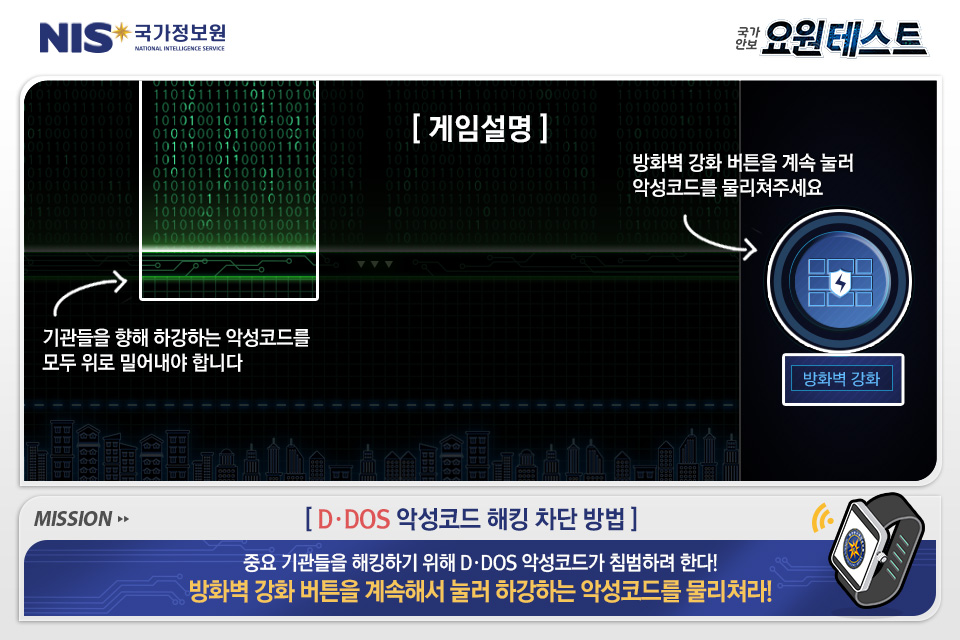 NIS 국가정보원
NATIONAL INTELLIGENCE SERVICE
국가
안보 요원테스트
[ 게임설명 ]
방화벽 강화 버튼을 계속 눌러
악성코드를 물리쳐주세요
기관들을 향해 하강하는 악성코드를
모두 위로 밀어내야 합니다
방화벽 강화
MISSION
[ D·DOS 악성코드 해킹 차단 방법 ]
중요 기관들을 해킹하기 위해 D·DOS 악성코드가 침범하려 한다!
방화벽 강화 버튼을 계속해서 눌러 하강하는 악성코드를 물리쳐라!